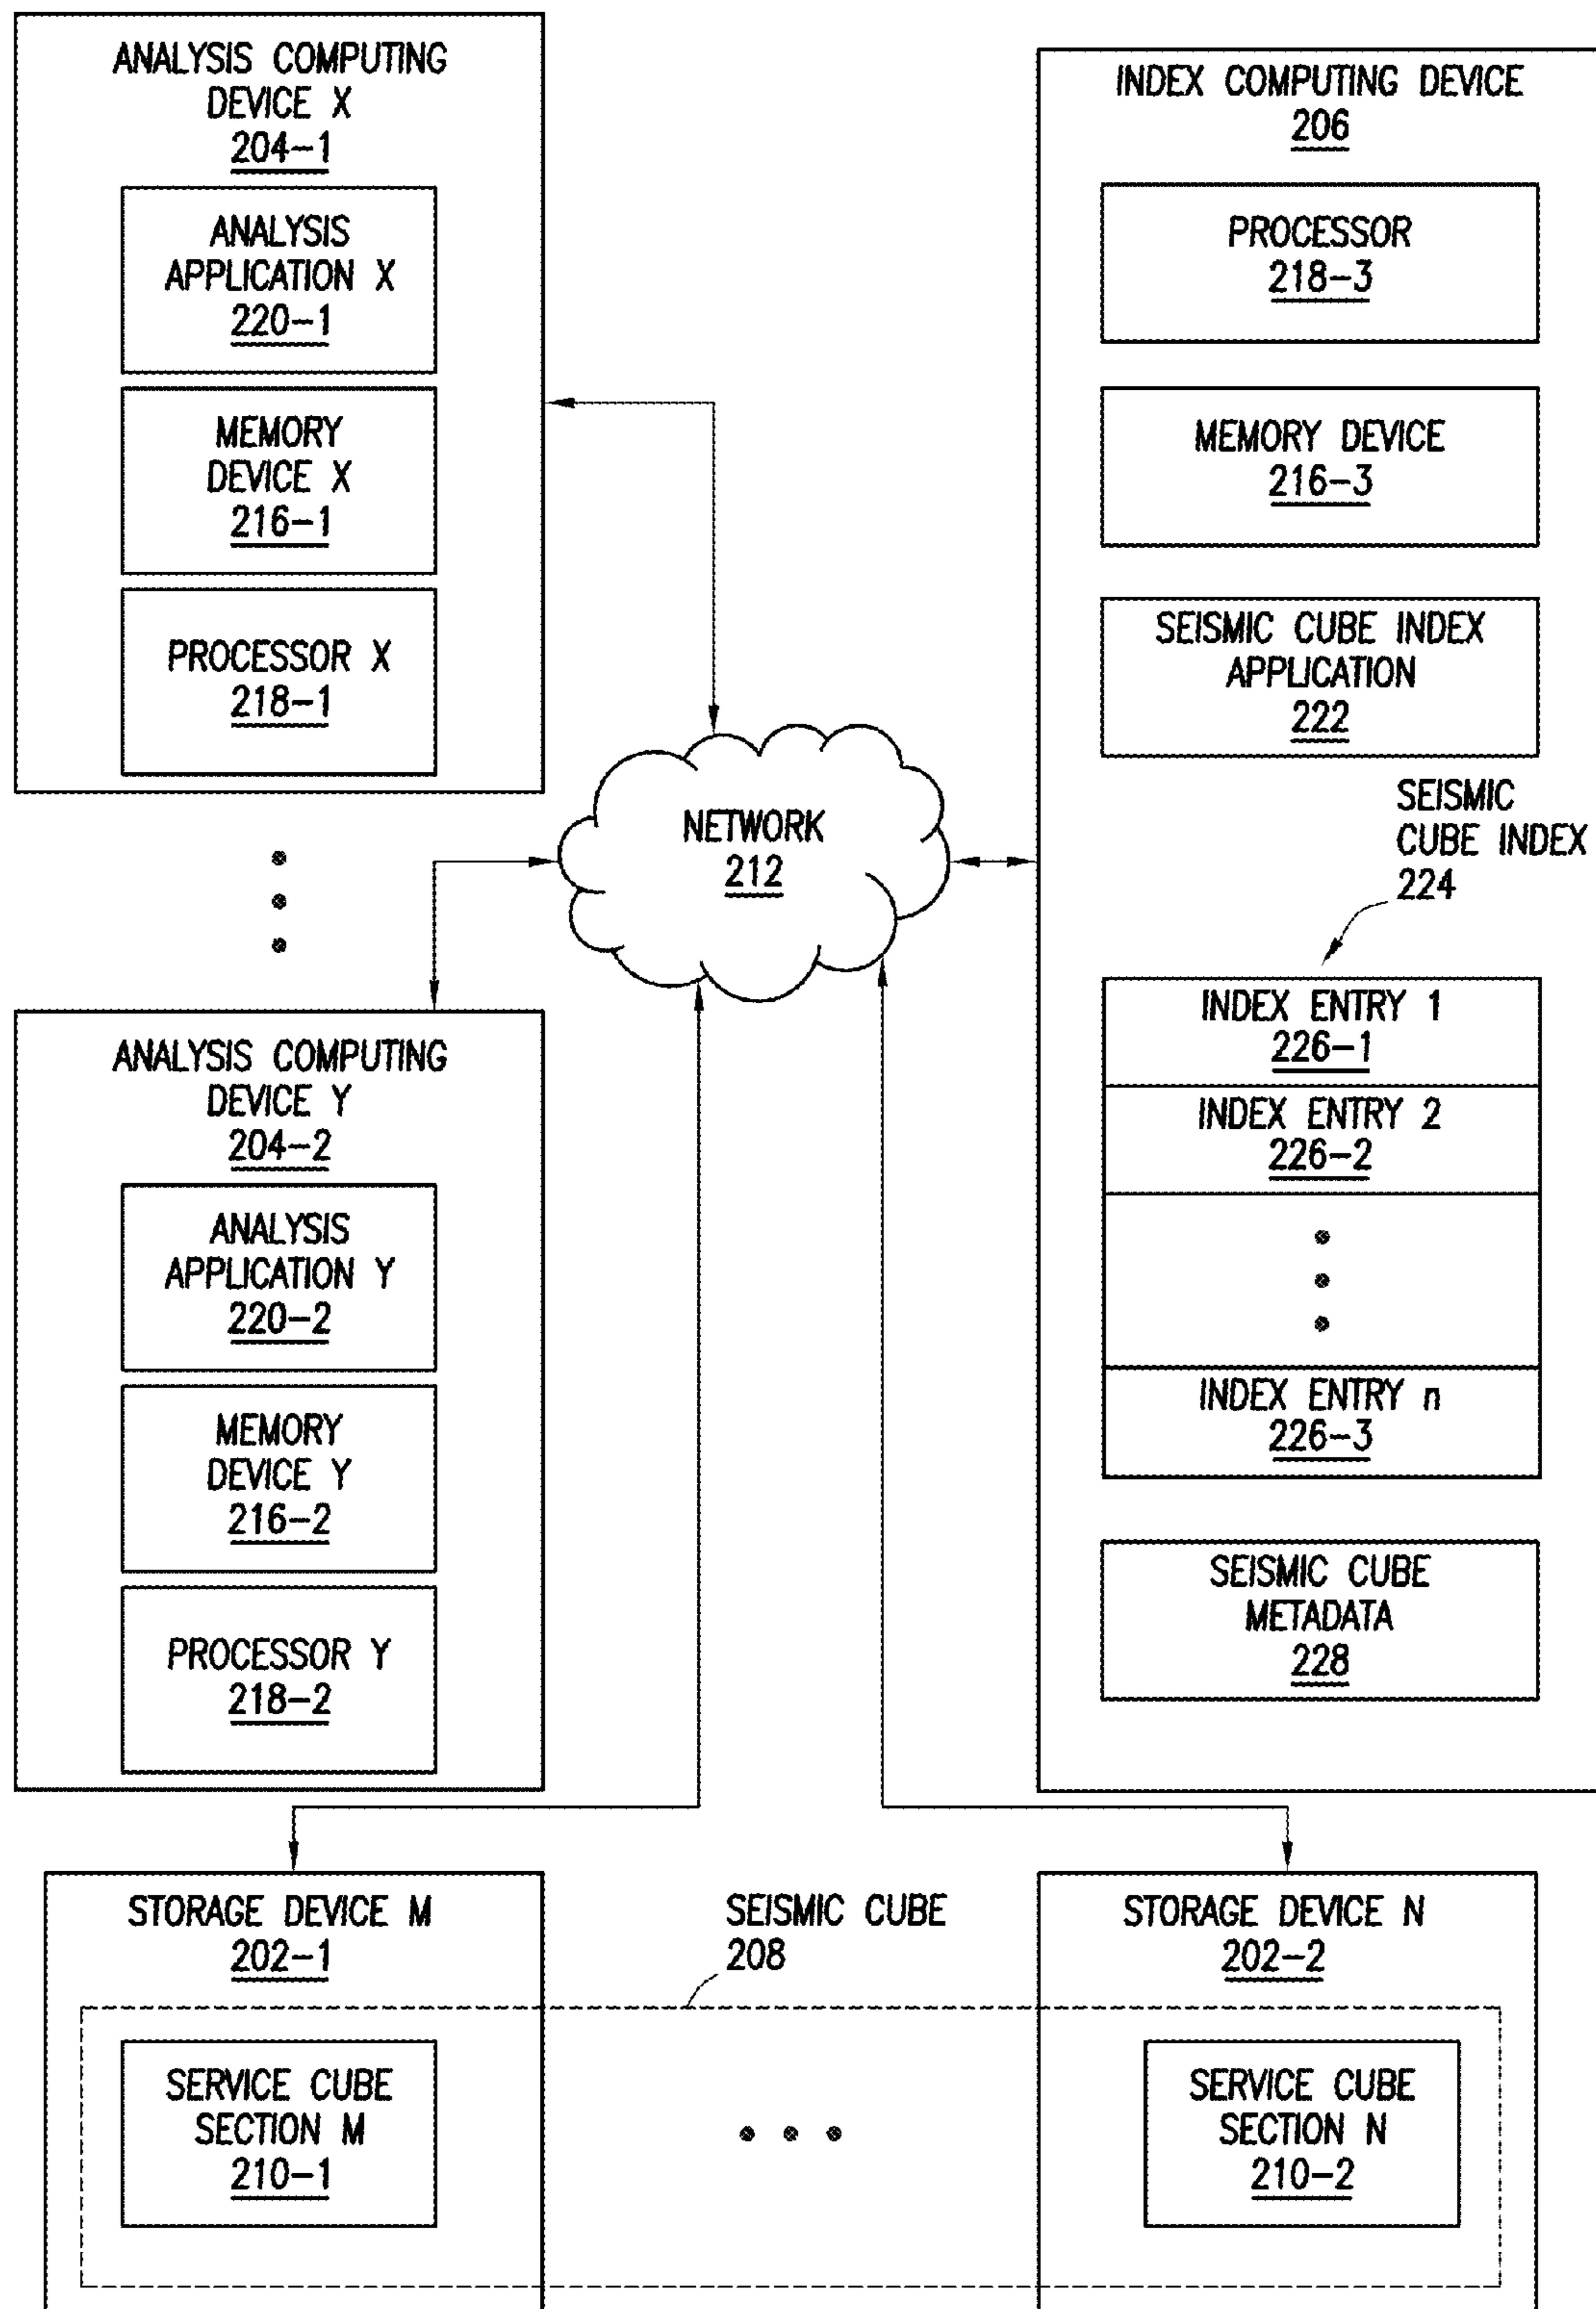 ANALYSIS COMPUTING
DEVICE X
204-1
ANALYSIS
APPLICATION X
220-1
MEMORY
DEVICE X
216-1
PROCESSOR X
218-1
ANALYSIS COMPUTING
DEVICE Y
204-2
ANALYSIS
APPLICATION Y
220-2
MEMORY
DEVICE Y
216-2
PROCESSOR Y
218-2
NETWORK
212
INDEX COMPUTING DEVICE
206
PROCESSOR
218-3
MEMORY DEVICE
216-3
SEISMIC CUBE INDEX
APPLICATION
222
SEISMIC
CUBE INDEX
224
INDEX ENTRY 1
226-1
INDEX ENTRY 2
226-2
INDEX ENTRY n
226-3
SEISMIC CUBE
METADATA
228
STORAGE DEVICE M
202-1
SERVICE CUBE
SECTION M
210-1
SEISMIC CUBE
208
STORAGE DEVICE N
202-2
SERVICE CUBE
SECTION N
210-2